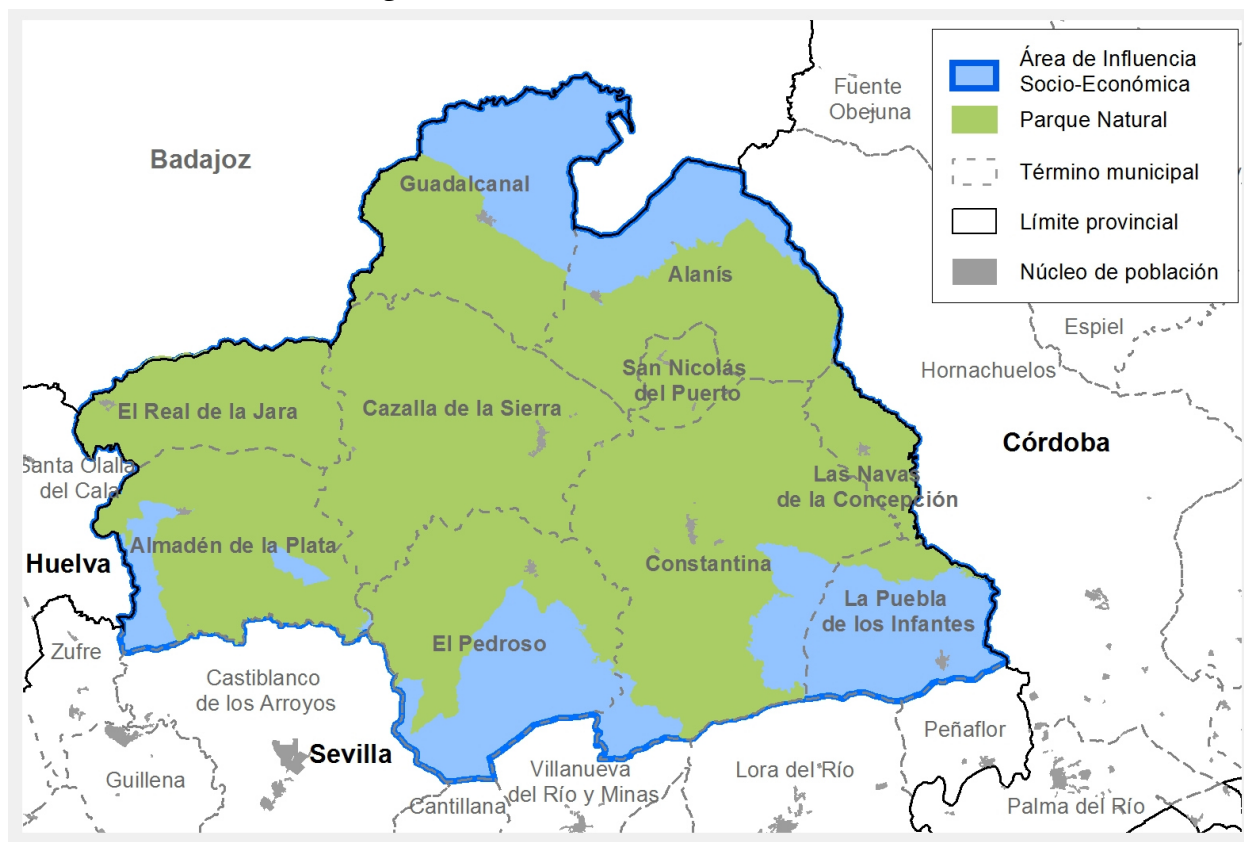 Área de Influencia
Socio-Económica
Parque Natural
Término municipal
Límite provincial
Núcleo de población
Fuente
Obejuna
Badajoz
Guadalcanal
Alanís
Espiel
San Nicolás
del Puerto
Hornachuelos
El Real de la Jara
Cazalla de la Sierra
Córdoba
Santa Olalla
del Cala
Las Navas
de la Concepción
Almadén de la Plata
Huelva
Constantina
La Puebla
de los Infantes
El Pedroso
Zufre
Castiblanco
de los Arroyos
Sevilla
Peñaflor
Guillena
Villanueva
del Río y Minas
Lora del Río
Cantillana
Palma del Río